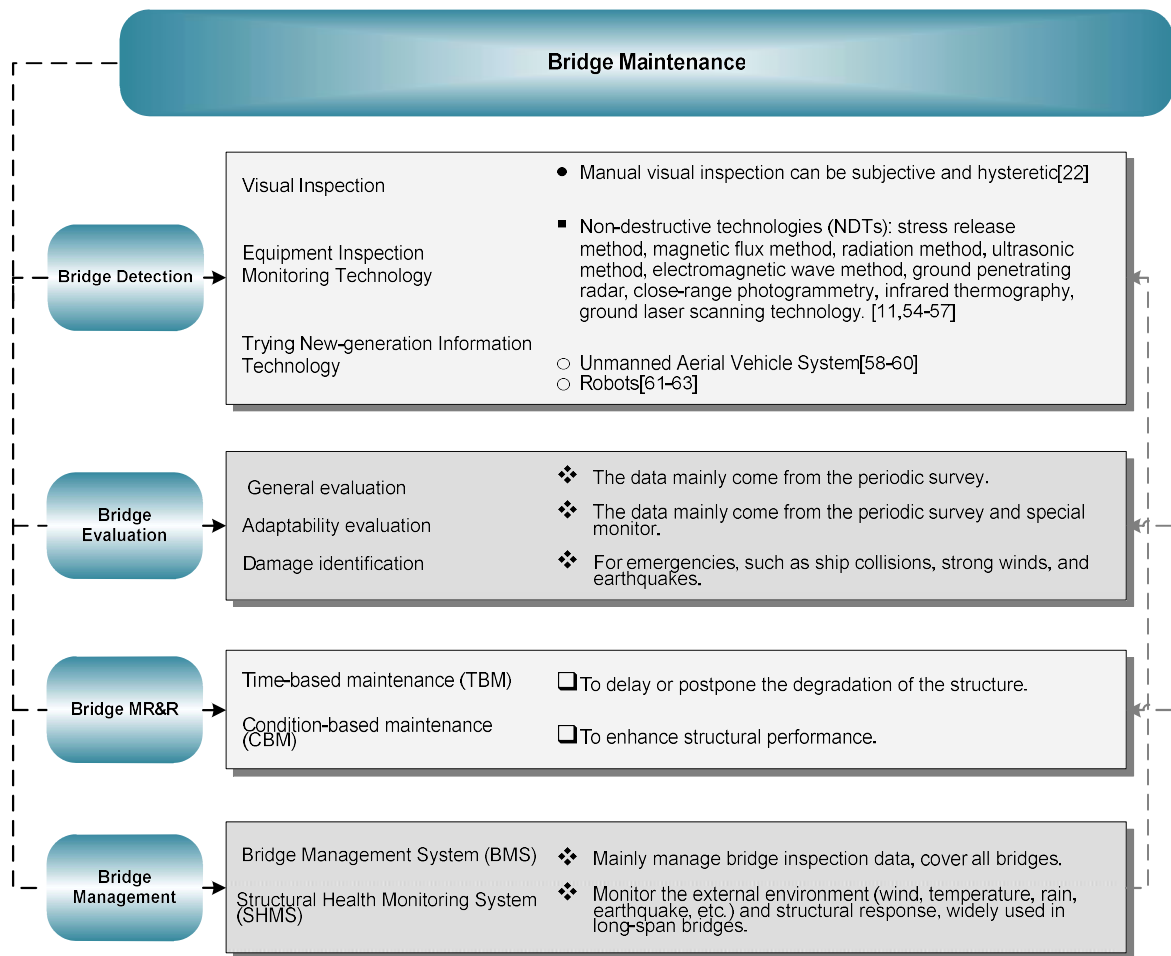 Bridge Maintenance
Bridge Detection
Visual Inspection
● Manual visual inspection can be subjective and hysteretic[22]
Equipment Inspection
Monitoring Technology
■ Non-destructive technologies (NDTs): stress release
method, magnetic flux method, radiation method, ultrasonic
method, electromagnetic wave method, ground penetrating
radar, close-range photogrammetry, infrared thermography,
ground laser scanning technology. [11,54-57]
Trying New-generation Information
Technology
○ Unmanned Aerial Vehicle System[58-60]
○ Robots[61-63]
Bridge
Evaluation
General evaluation
❖ The data mainly come from the periodic survey.
Adaptability evaluation
❖ The data mainly come from the periodic survey and special
monitor.
Damage identification
❖ For emergencies, such as ship collisions, strong winds, and
earthquakes.
Bridge MR&R
Time-based maintenance (TBM)
❑ To delay or postpone the degradation of the structure.
Condition-based maintenance
(CBM)
❑ To enhance structural performance.
Bridge
Management
Bridge Management System (BMS)
❖ Mainly manage bridge inspection data, cover all bridges.
Structural Health Monitoring System
(SHMS)
❖ Monitor the external environment (wind, temperature, rain,
earthquake, etc.) and structural response, widely used in
long-span bridges.